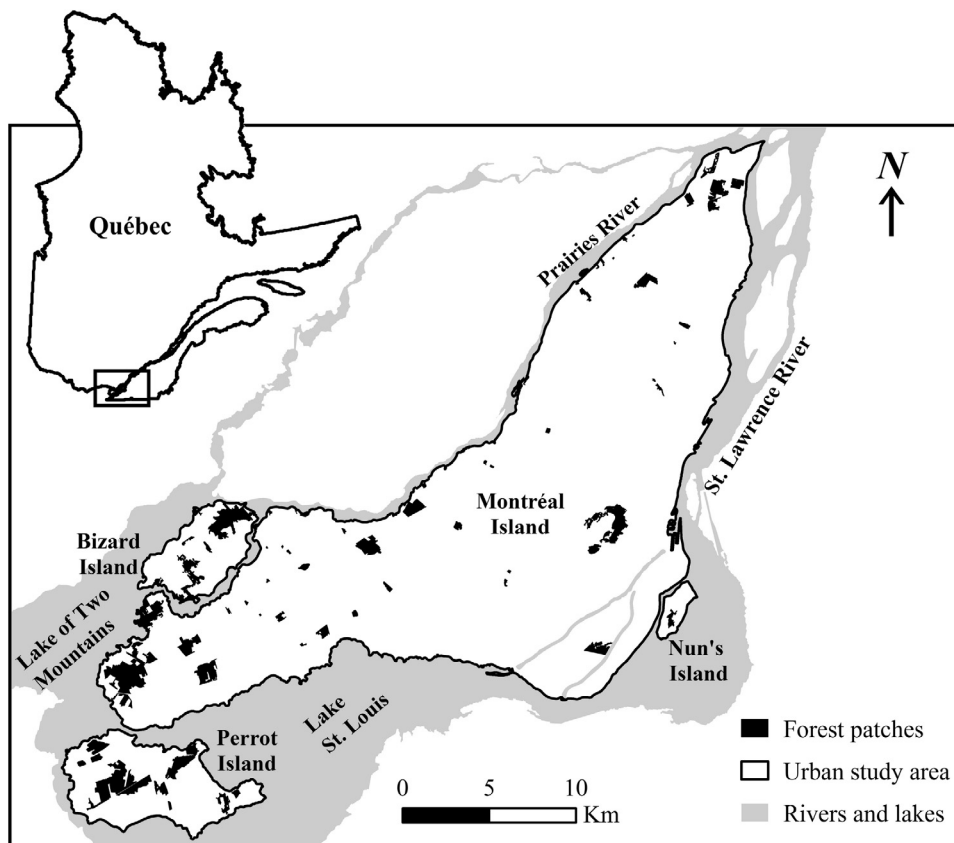 Québec
N
Prairies River
St. Lawrence River
Montréal
Island
Bizard
Island
Lake of Two
Mountains
Nun's
Island
Lake
St. Louis
Perrot
Island
0 5 10
Km
Forest patches
Urban study area
Rivers and lakes